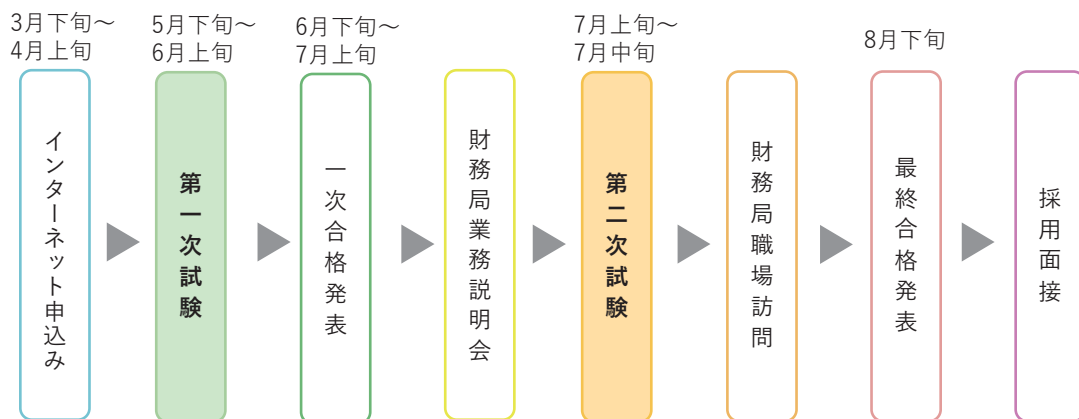 3月下旬～
4月上旬
インターネット申込み
5月下旬～
6月上旬
第一次試験
6月下旬～
7月上旬
一次合格発表
財務局業務説明会
7月上旬～
7月中旬
第二次試験
財務局職場訪問
8月下旬
最終合格発表
採用面接